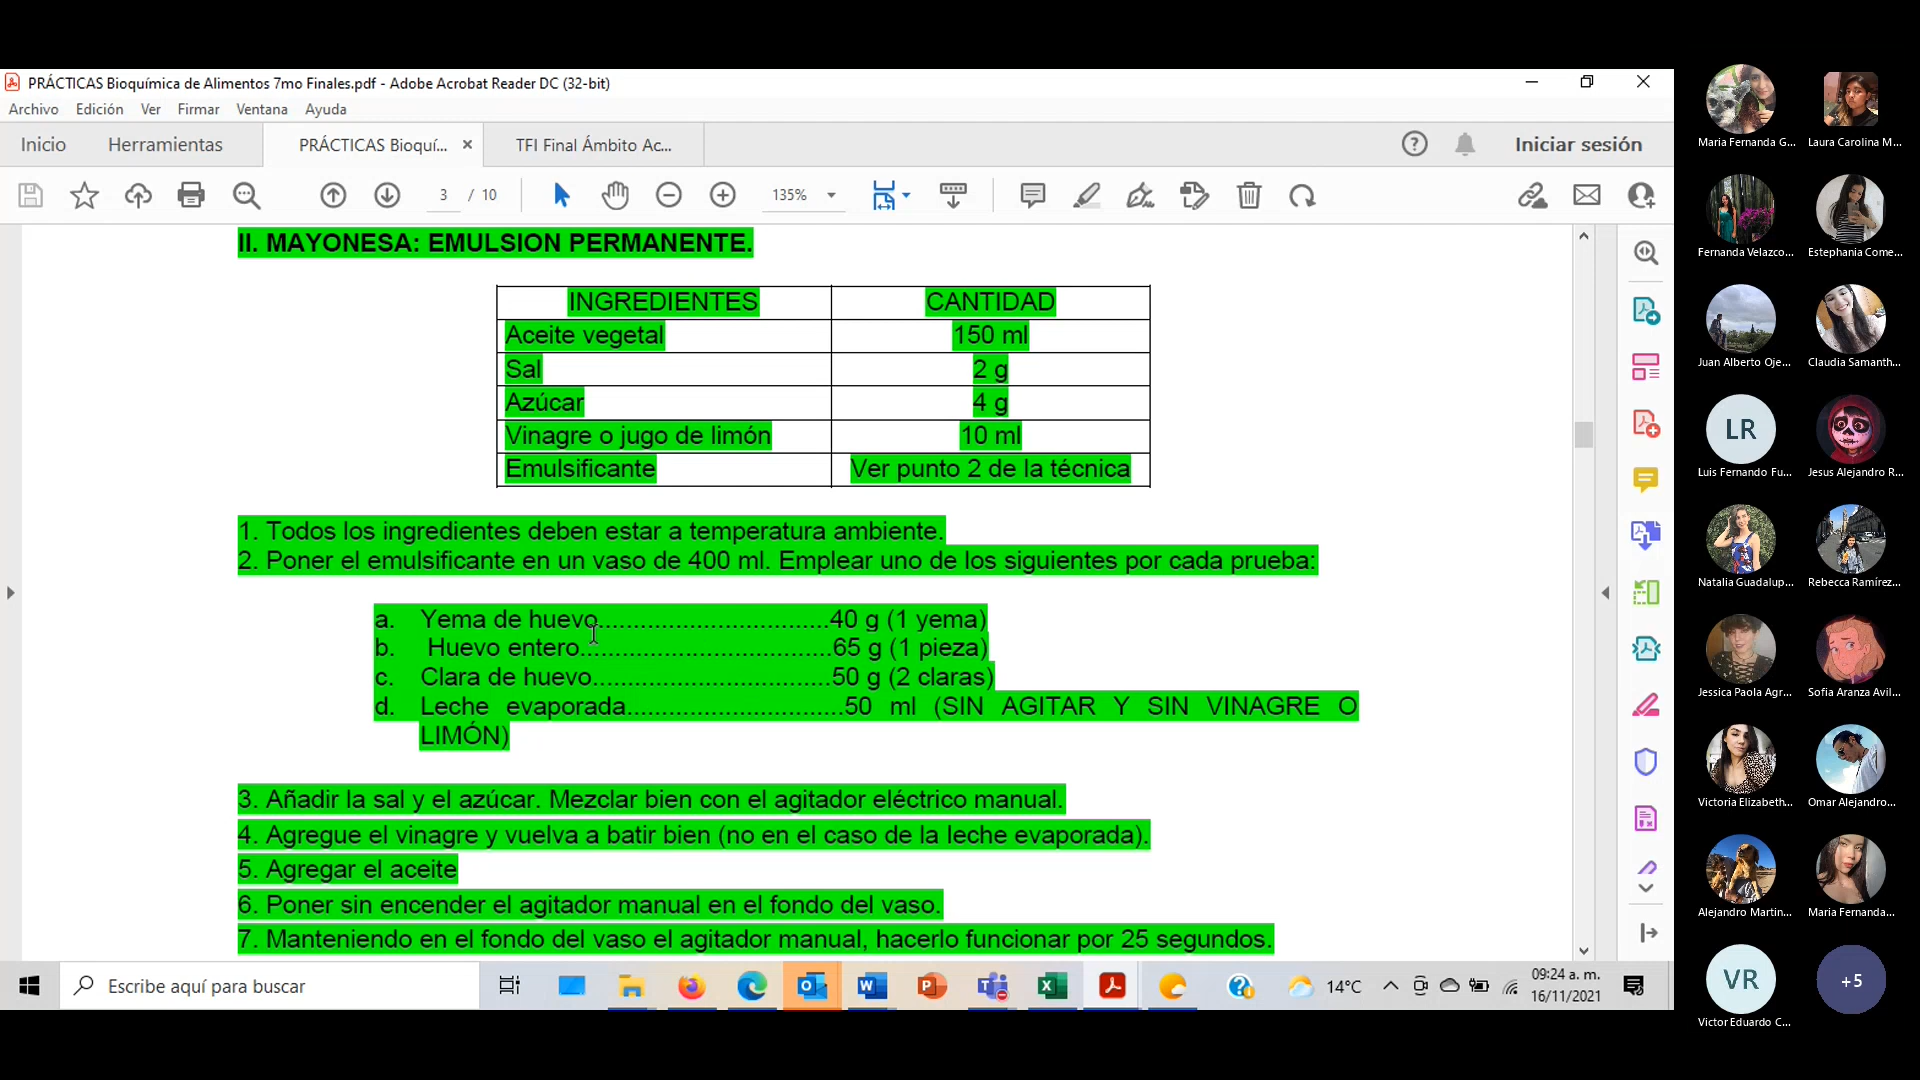 PRÁCTICAS Bioquímica de Alimentos 7mo Finales.pdf - Adobe Acrobat Reader DC (32-bit)
Archivo Edición Ver Firmar Ventana Ayuda
Inicio Herramientas PRÁCTICAS Bioquí... TFI Final Ámbito Ac... Iniciar sesión
3 / 10 135%
II. MAYONESA: EMULSION PERMANENTE.
INGREDIENTES CANTIDAD
Aceite vegetal 150 ml
Sal 2 g
Azúcar 4 g
Vinagre o jugo de limón 10 ml
Emulsificante Ver punto 2 de la técnica
1. Todos los ingredientes deben estar a temperatura ambiente.
2. Poner el emulsificante en un vaso de 400 ml. Emplear uno de los siguientes por cada prueba:
a. Yema de huevo.................................40 g (1 yema)
b. Huevo entero....................................65 g (1 pieza)
c. Clara de huevo..................................50 g (2 claras)
d. Leche evaporada...............................50 ml (SIN AGITAR Y SIN VINAGRE O
LIMÓN)
3. Añadir la sal y el azúcar. Mezclar bien con el agitador eléctrico manual.
4. Agregue el vinagre y vuelva a batir bien (no en el caso de la leche evaporada).
5. Agregar el aceite
6. Poner sin encender el agitador manual en el fondo del vaso.
7. Manteniendo en el fondo del vaso el agitador manual, hacerlo funcionar por 25 segundos.
Escribe aquí para buscar
14°C
09:24 a. m.
16/11/2021
Maria Fernanda G... Laura Carolina M...
Fernanda Velazco... Estephania Come...
Juan Alberto Oje... Claudia Samanth...
LR
Luis Fernando Fu... Jesus Alejandro R...
Natalia Guadalup... Rebecca Ramírez...
Jessica Paola Agr... Sofia Aranza Avil...
Victoria Elizabeth... Omar Alejandro...
Alejandro Martin... Maria Fernanda...
VR +5
Victor Eduardo C...